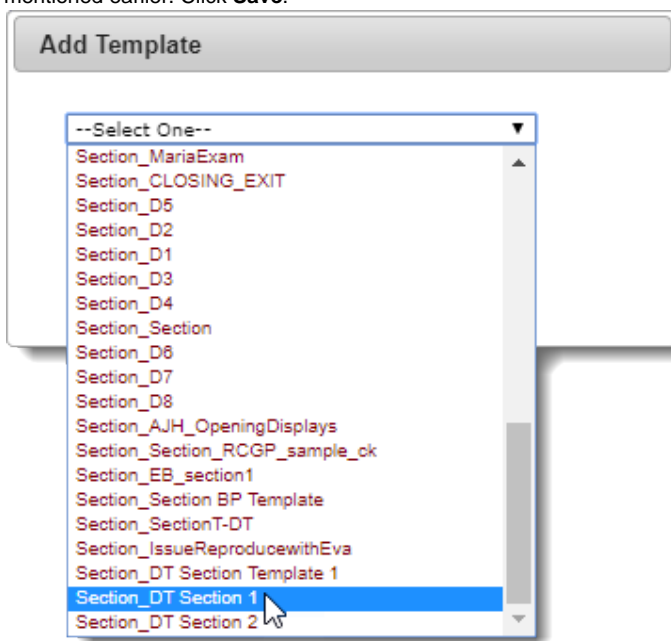 mentioned earlier. Click Save.
Add Template
--Select One--
Section_MariaExam
Section_CLOSING_EXIT
Section_D5
Section_D2
Section_D1
Section_D3
Section_D4
Section_Section
Section_D6
Section_D7
Section_D8
Section_AJH_OpeningDisplays
Section_Section_RCGP_sample_ck
Section_EB_section1
Section_Section BP Template
Section_SectionT-DT
Section_IssueReproducewithEva
Section_DT Section Template 1
Section_DT Section 1
Section_DT Section 2